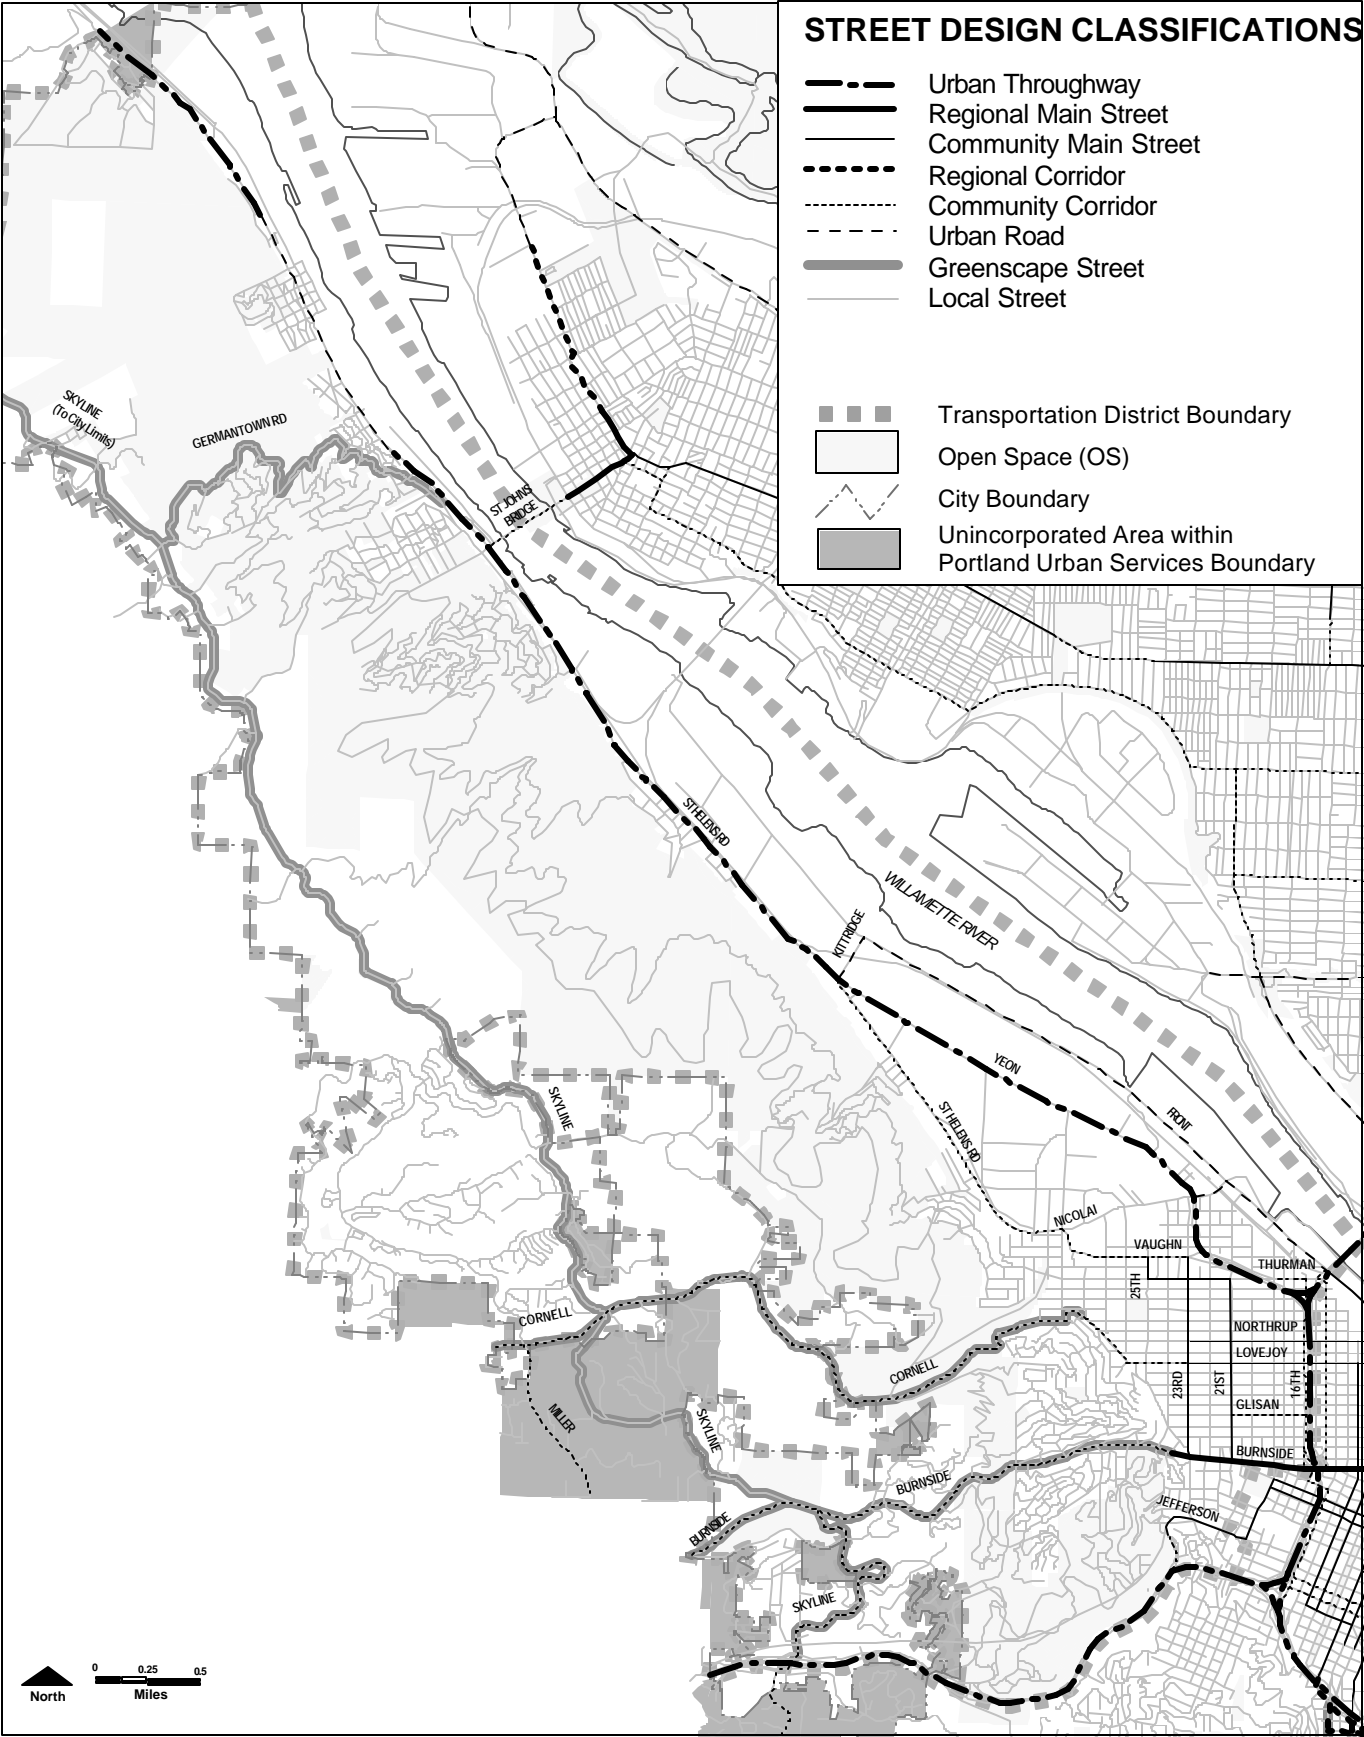 STREET DESIGN CLASSIFICATIONS
Urban Throughway
Regional Main Street
Community Main Street
Regional Corridor
Community Corridor
Urban Road
Greenscape Street
Local Street
Transportation District Boundary
Open Space (OS)
City Boundary
Unincorporated Area within
Portland Urban Services Boundary
SKYLINE
(To City Limits)
GERMANTOWN RD
ST JOHNS
BRIDGE
ST HELENS RD
WILLAMETTE RIVER
KITTRIDGE
YEON
SKYLINE
ST HELENS RD
FRONT
NICOLAI
VAUGHN
THURMAN
25TH
CORNELL
NORTHRUP
LOVEJOY
CORNELL
23RD
21ST
16TH
GLISAN
MILLER
SKYLINE
BURNSIDE
BURNSIDE
JEFFERSON
BURNSIDE
SKYLINE
0 0.25 0.5
Miles
North